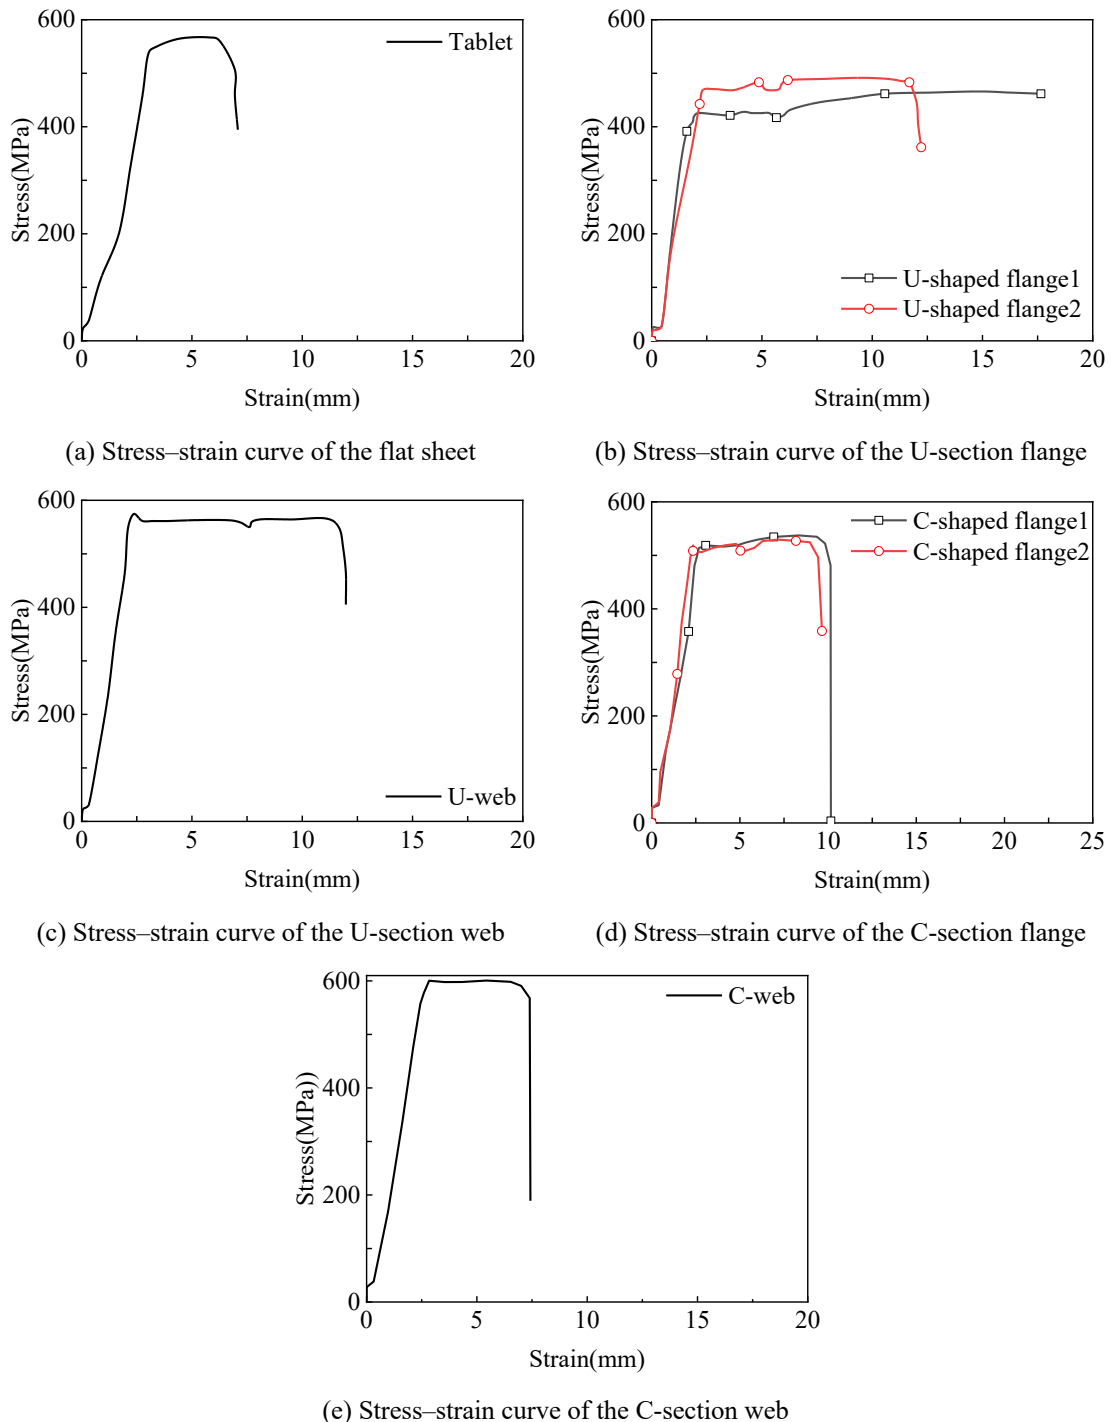 600
400
200
0
Stress(MPa)
Tablet
0 5 10 15 20
Strain(mm)
(a) Stress–strain curve of the flat sheet
600
400
200
0
Stress(MPa)
U-shaped flange1
U-shaped flange2
0 5 10 15 20
Strain(mm)
(b) Stress–strain curve of the U-section flange
600
400
200
0
Stress(MPa)
U-web
0 5 10 15 20
Strain(mm)
(c) Stress–strain curve of the U-section web
600
400
200
0
Stress(MPa)
C-shaped flange1
C-shaped flange2
0 5 10 15 20 25
Strain(mm)
(d) Stress–strain curve of the C-section flange
600
400
200
0
Stress(MPa))
C-web
0 5 10 15 20
Strain(mm)
(e) Stress–strain curve of the C-section web